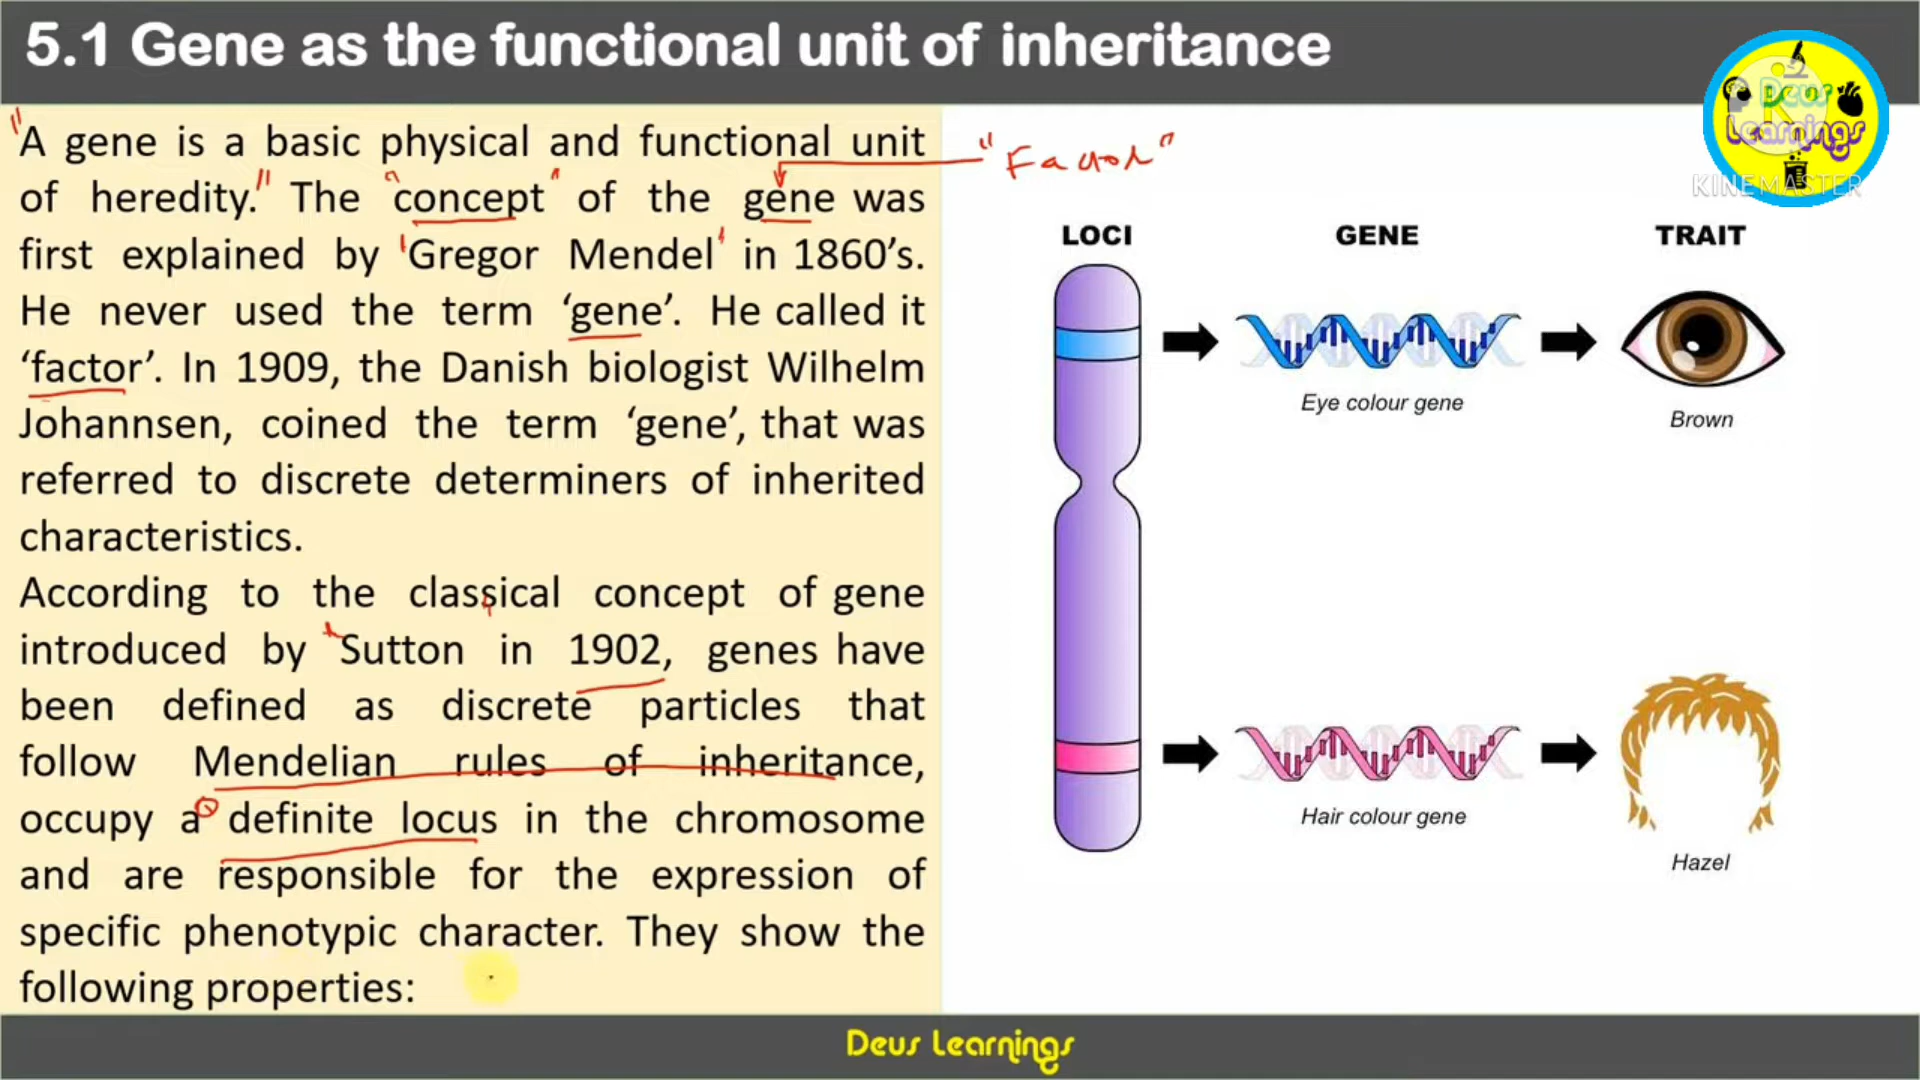 5.1 Gene as the functional unit of inheritance
"A gene is a basic physical and functional unit
of heredity." The "concept" of the gene was
first explained by 'Gregor Mendel' in 1860’s.
He never used the term ‘gene’. He called it
‘factor’. In 1909, the Danish biologist Wilhelm
Johannsen, coined the term ‘gene’, that was
referred to discrete determiners of inherited
characteristics.
According to the classical concept of gene
introduced by Sutton in 1902, genes have
been defined as discrete particles that
follow Mendelian rules of inheritance,
occupy a definite locus in the chromosome
and are responsible for the expression of
specific phenotypic character. They show the
following properties:
"Factor"
LOCI GENE TRAIT
Eye colour gene
Brown
Hair colour gene
Hazel
Deus
Learnings
KINEMASTER
Deus Learnings